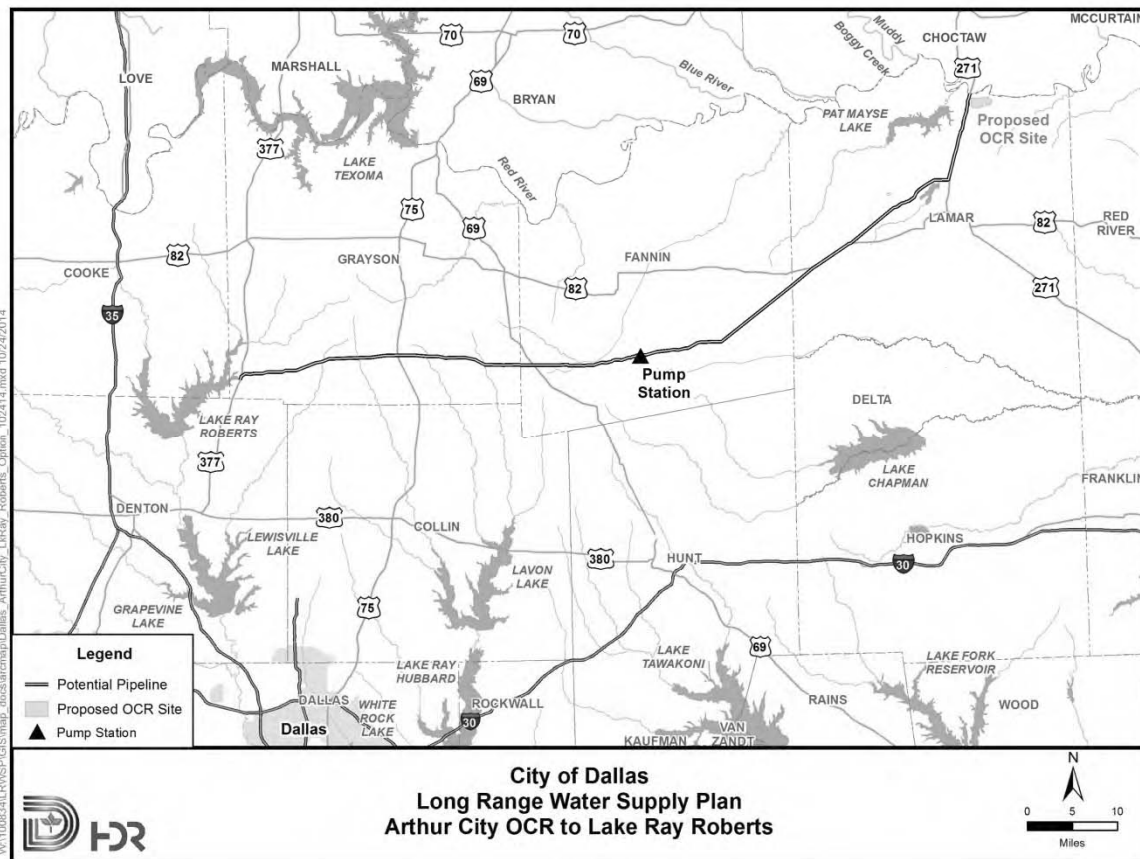 MCCURTAIN
70
70
Muddy
Boggy Creek
CHOCTAW
LOVE
MARSHALL
69
271
Blue River
BRYAN
PAT MAYSE
LAKE
Proposed
OCR Site
377
LAKE
TEXOMA
Red River
75
69
LAMAR
82
RED
RIVER
82
GRAYSON
FANNIN
COOKE
82
271
35
Pump
Station
DELTA
LAKE RAY
ROBERTS
377
LAKE
CHAPMAN
FRANKLIN
DENTON
380
COLLIN
HOPKINS
LEWISVILLE
LAKE
380
HUNT
30
LAVON
LAKE
GRAPEVINE
LAKE
75
LAKE
TAWAKONI
69
LAKE FORK
RESERVOIR
LAKE RAY
HUBBARD
ROCKWALL
RAINS
WOOD
DALLAS
WHITE
ROCK
LAKE
30
Dallas
KAUFMAN
VAN
ZANDT
Legend
Potential Pipeline
Proposed OCR Site
Pump Station
City of Dallas
Long Range Water Supply Plan
Arthur City OCR to Lake Ray Roberts
HDR
N
0 5 10
Miles